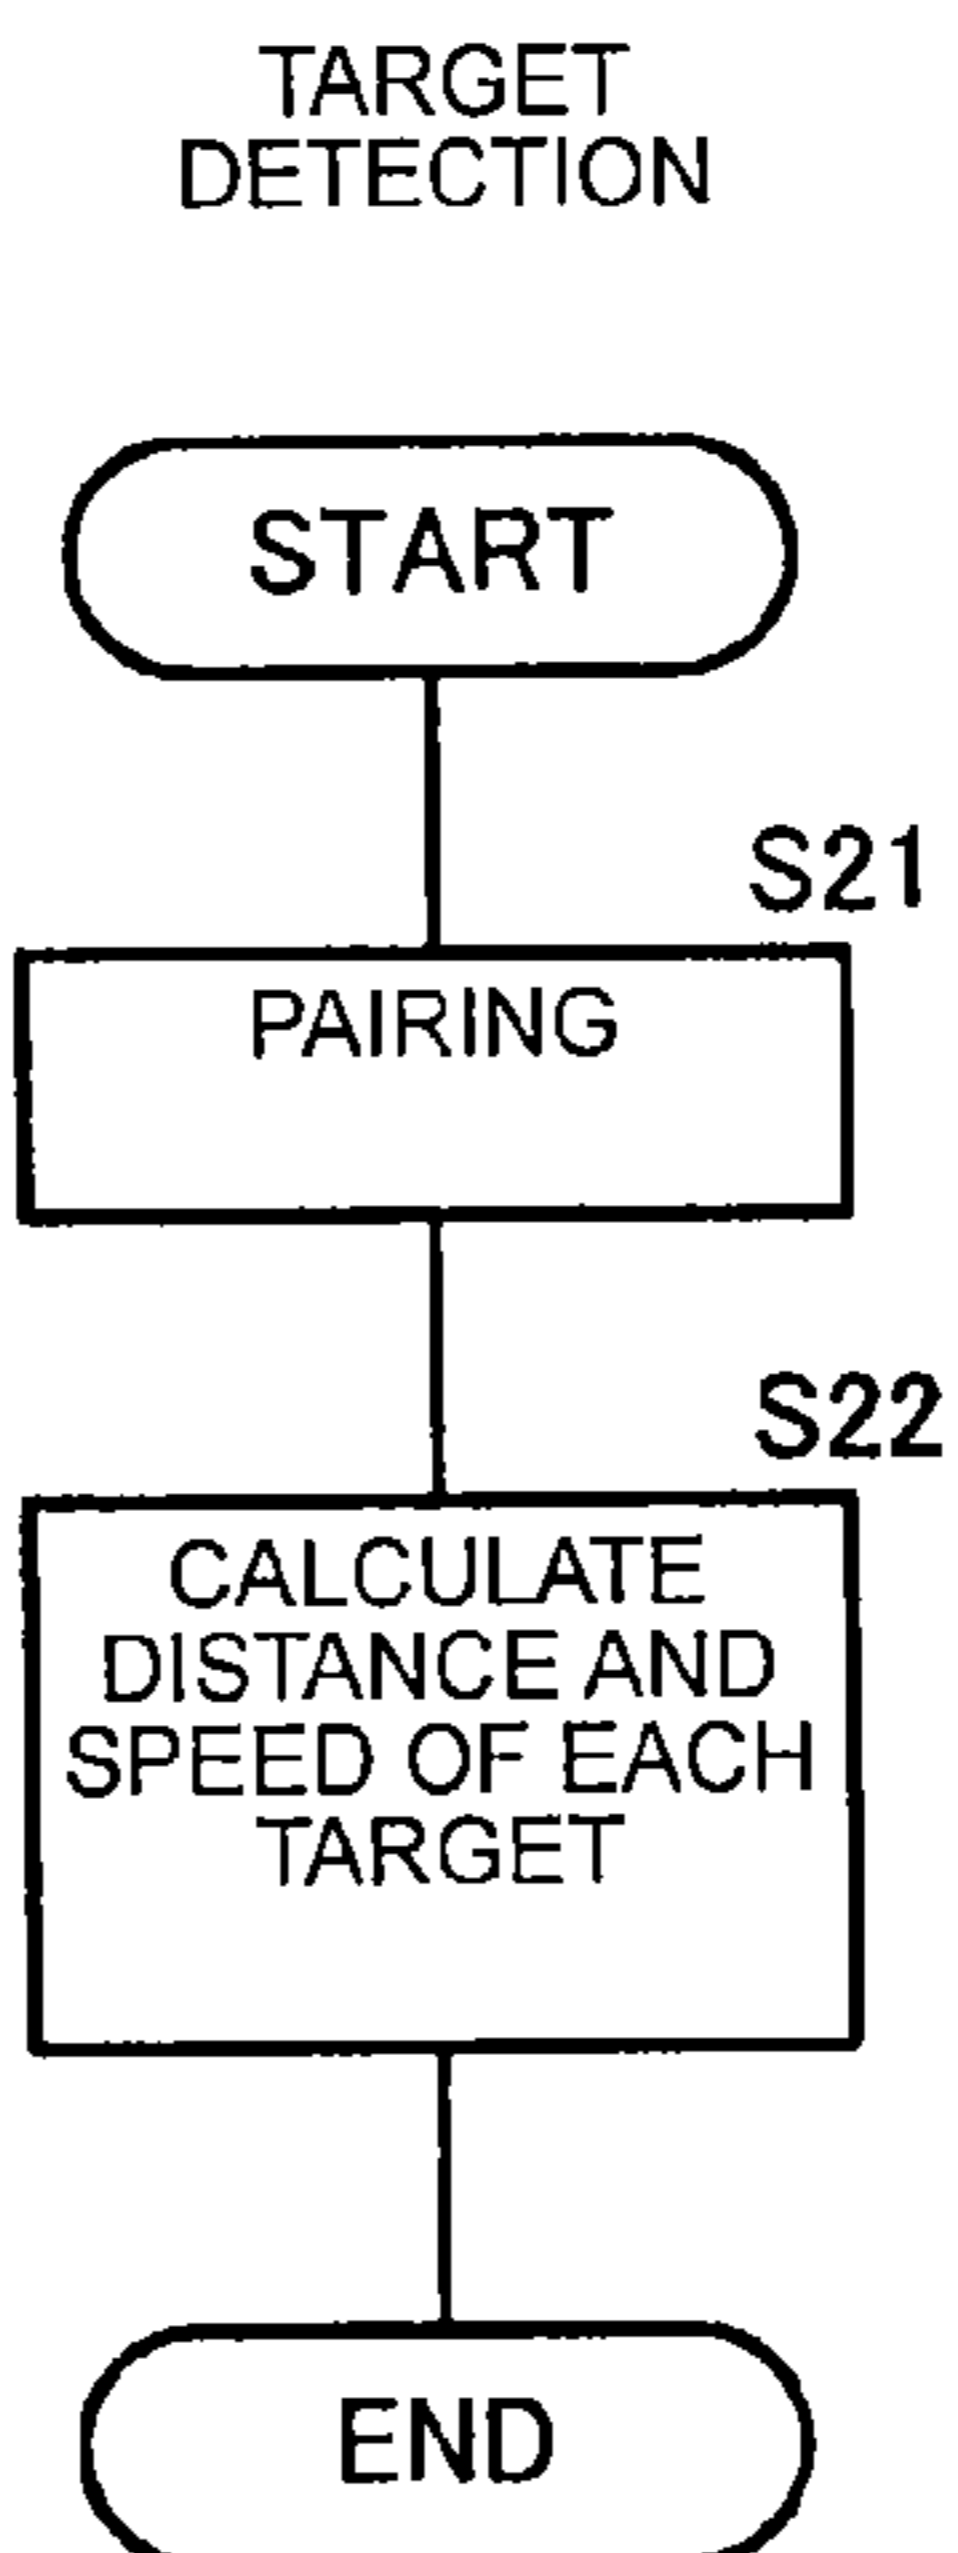 TARGET
DETECTION
START
S21
PAIRING
S22
CALCULATE
DISTANCE AND
SPEED OF EACH
TARGET
END